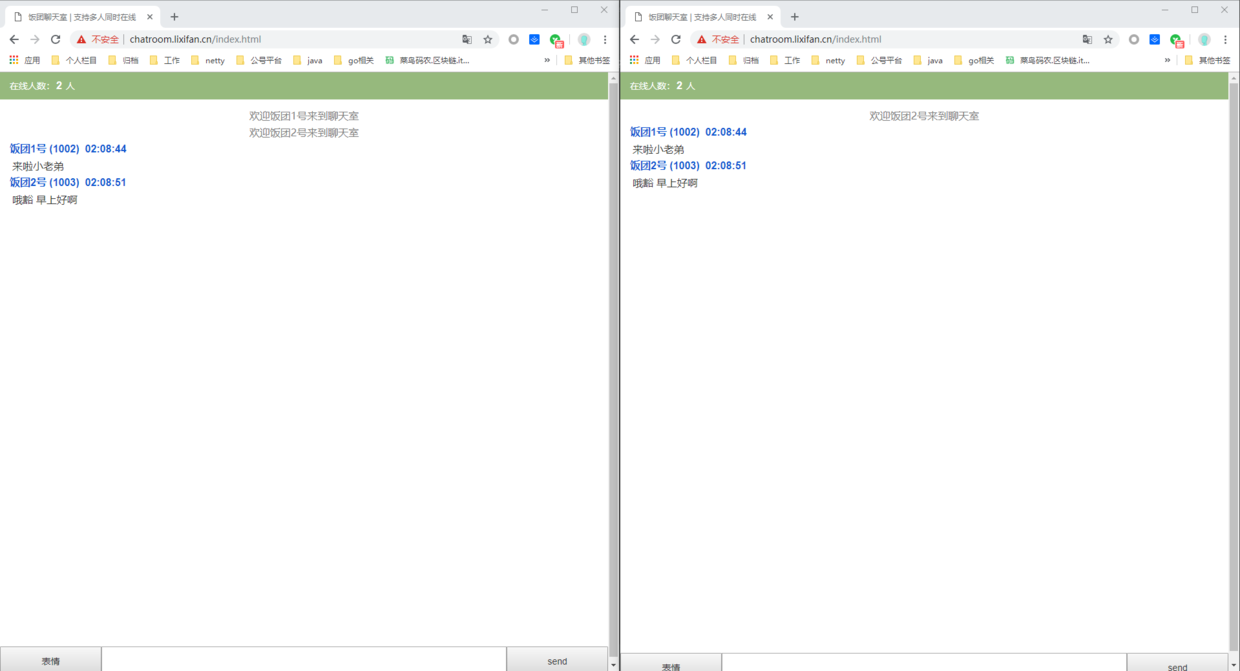 饭团聊天室 | 支持多人同时在线
不安全 | chatroom.lixifan.cn/index.html
应用 个人栏目 归档 工作 netty 公号平台 java go相关 菜鸟码农,区块链,it... » 其他书签
在线人数: 2 人
欢迎饭团1号来到聊天室
欢迎饭团2号来到聊天室
饭团1号 (1002) 02:08:44
来啦小老弟
饭团2号 (1003) 02:08:51
哦豁 早上好啊
表情 send
饭团聊天室 | 支持多人同时在线
不安全 | chatroom.lixifan.cn/index.html
应用 个人栏目 归档 工作 netty 公号平台 java go相关 菜鸟码农,区块链,it... » 其他书签
在线人数: 2 人
欢迎饭团2号来到聊天室
饭团1号 (1002) 02:08:44
来啦小老弟
饭团2号 (1003) 02:08:51
哦豁 早上好啊
表情 send